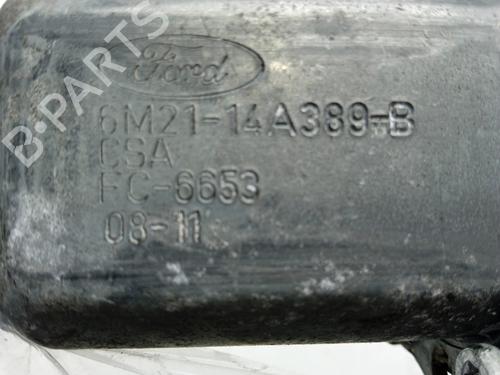 Ford
6M21-14A389-B
CSA
FC-6653
08-11
B-PARTS